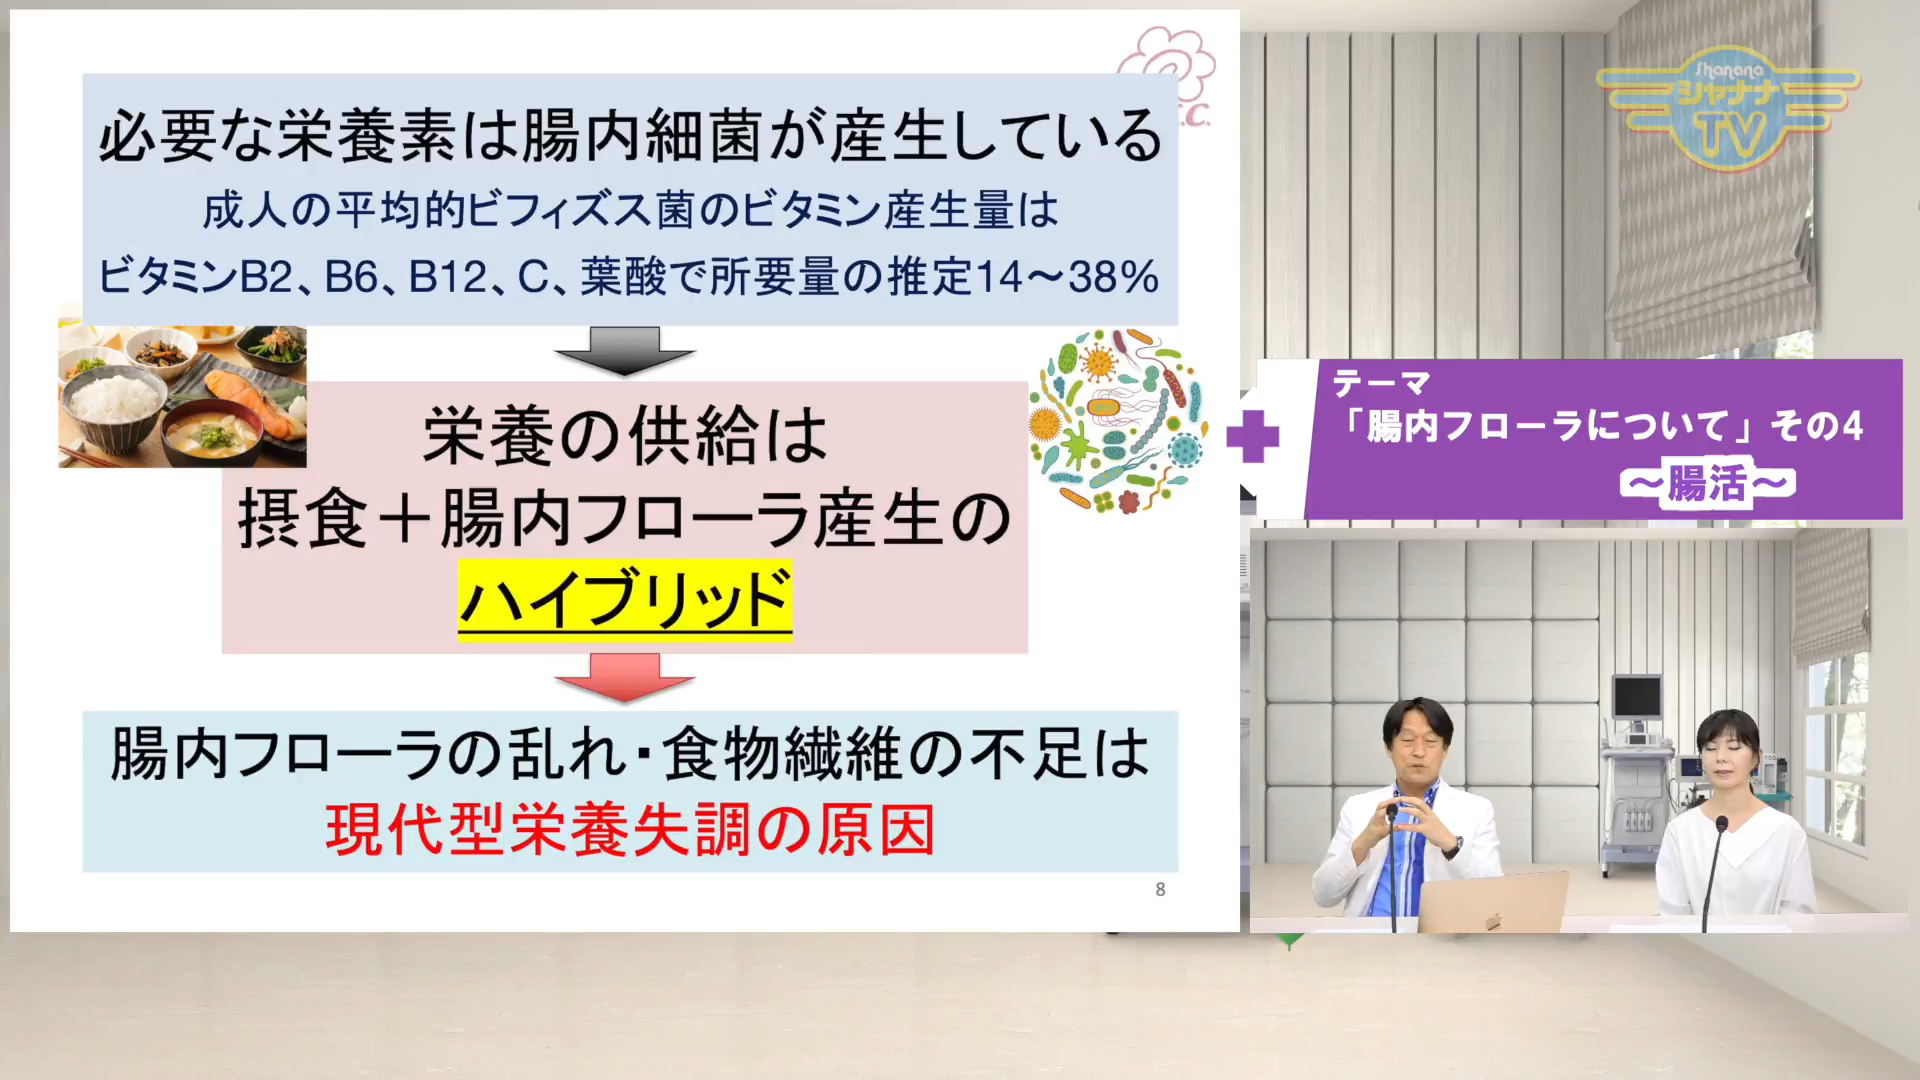 必要な栄養素は腸内細菌が産生している
成人の平均的ビフィズス菌のビタミン産生量は
ビタミンB2、B6、B12、C、葉酸で所要量の推定14〜38%
栄養の供給は
摂食＋腸内フローラ産生の
ハイブリッド
腸内フローラの乱れ・食物繊維の不足は
現代型栄養失調の原因
8
Shanana
シャナナ
TV
テーマ
「腸内フローラについて」その4
〜腸活〜